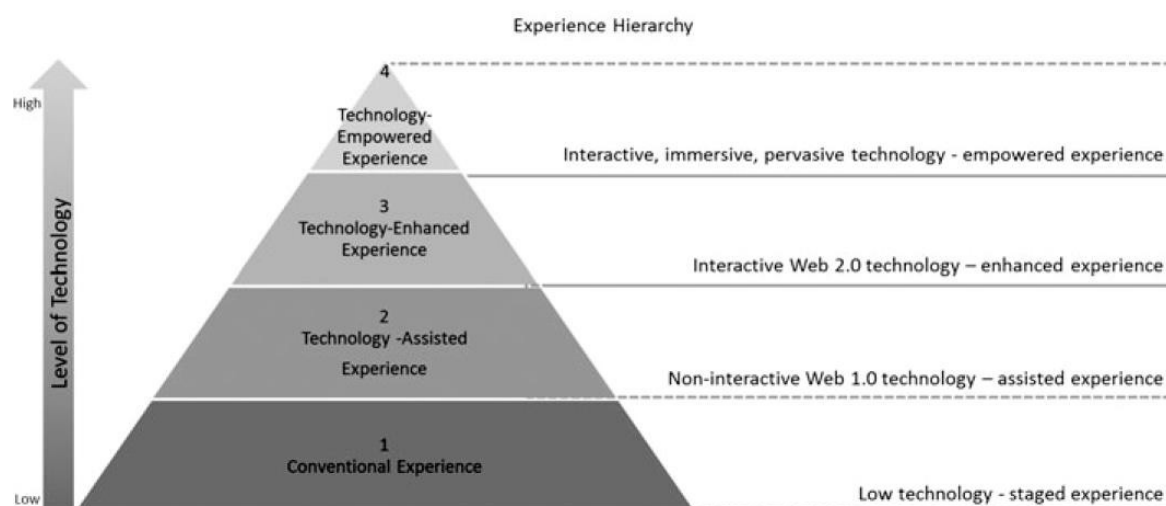 Experience Hierarchy
High
4
Technology-
Empowered
Experience
Interactive, immersive, pervasive technology - empowered experience
3
Technology-Enhanced
Experience
Interactive Web 2.0 technology – enhanced experience
Level of Technology
2
Technology -Assisted
Experience
Non-interactive Web 1.0 technology – assisted experience
1
Conventional Experience
Low
Low technology - staged experience